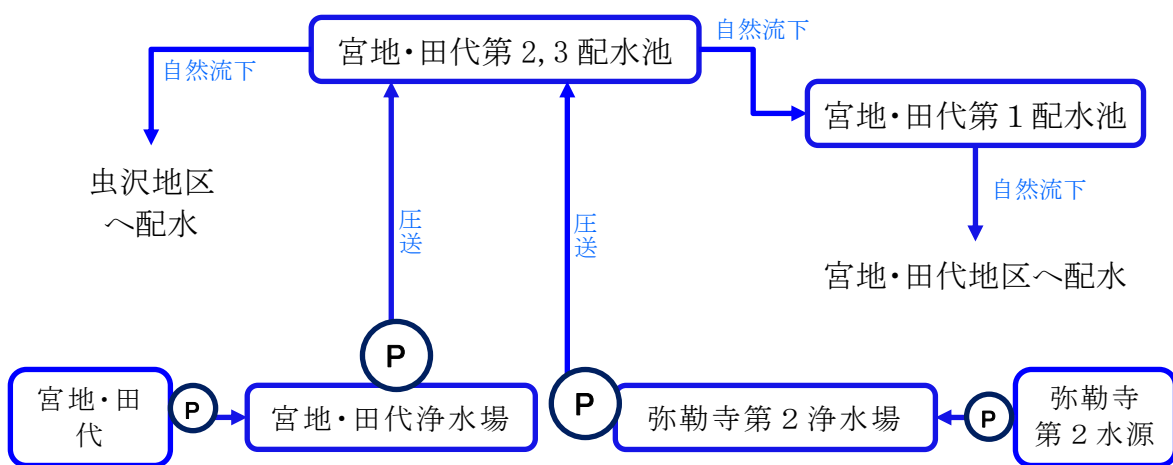 自然流下
宮地・田代第2,3配水池
自然流下
宮地・田代第1配水池
虫沢地区
へ配水
自然流下
圧送
圧送
宮地・田代地区へ配水
P
P
宮地・田
代
P
宮地・田代浄水場
弥勒寺第2浄水場
P
弥勒寺
第2水源